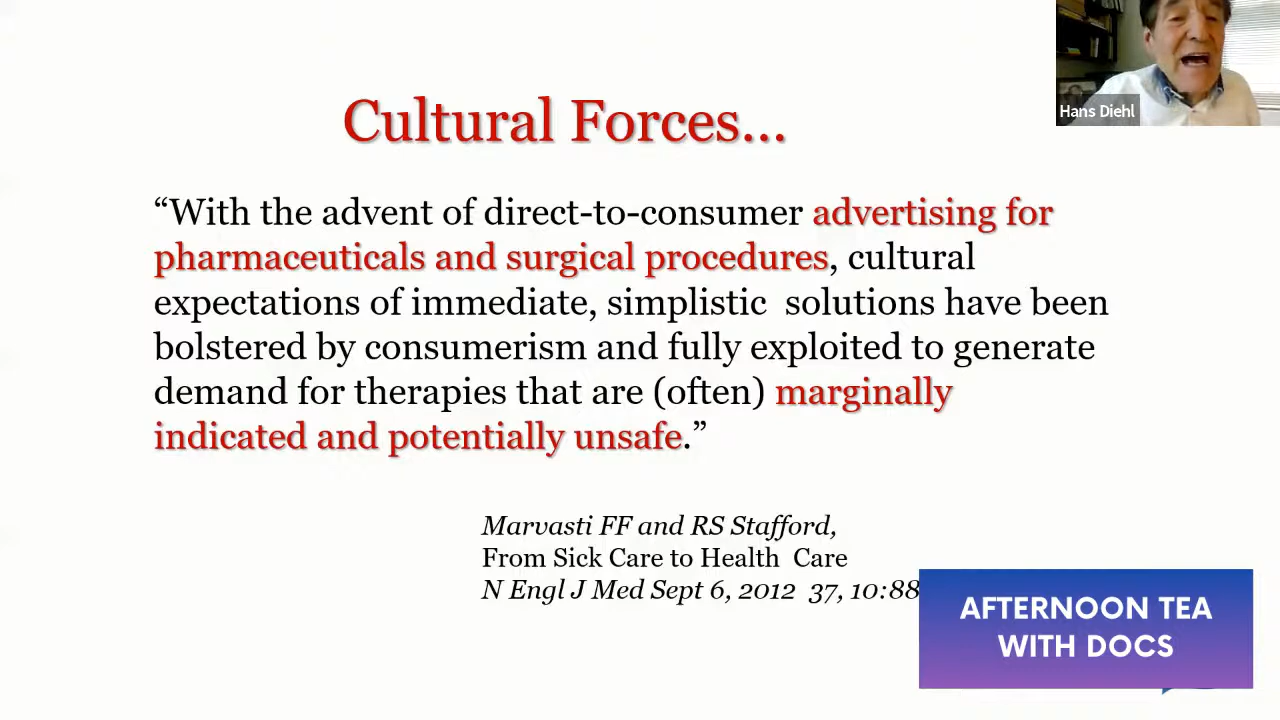 Hans Diehl
Cultural Forces...
“With the advent of direct-to-consumer advertising for
pharmaceuticals and surgical procedures, cultural
expectations of immediate, simplistic solutions have been
bolstered by consumerism and fully exploited to generate
demand for therapies that are (often) marginally
indicated and potentially unsafe.”
Marvasti FF and RS Stafford,
From Sick Care to Health Care
N Engl J Med Sept 6, 2012 37, 10:88
AFTERNOON TEA
WITH DOCS